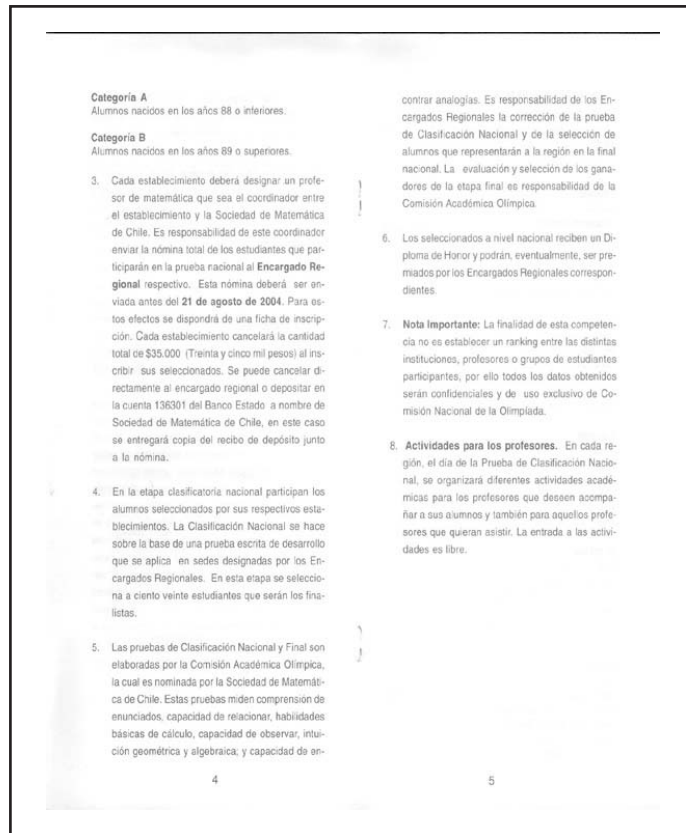 Categoría A
Alumnos nacidos en los años 88 o inferiores.
Categoría B
Alumnos nacidos en los años 89 o superiores.
3. Cada establecimiento deberá designar un profe-
sor de matemática que sea el coordinador entre
el establecimiento y la Sociedad de Matemática
de Chile. Es responsabilidad de este coordinador
enviar la nómina total de los estudiantes que par-
ticiparán en la prueba nacional al Encargado Re-
gional respectivo. Esta nómina deberá ser en-
viada antes del 21 de agosto de 2004. Para es-
tos efectos se dispondrá de una ficha de inscrip-
ción. Cada establecimiento cancelará la cantidad
total de $35.000 (Treinta y cinco mil pesos) al ins-
cribir sus seleccionados. Se puede cancelar di-
rectamente al encargado regional o depositar en
la cuenta 136301 del Banco Estado a nombre de
Sociedad de Matemática de Chile, en este caso
se entregará copia del recibo de depósito junto
a la nómina.
4. En la etapa clasificatoria nacional participan los
alumnos seleccionados por sus respectivos esta-
blecimientos. La Clasificación Nacional se hace
sobre la base de una prueba escrita de desarrollo
que se aplica en sedes designadas por los En-
cargados Regionales. En esta etapa se seleccio-
na a ciento veinte estudiantes que serán los fina-
listas.
5. Las pruebas de Clasificación Nacional y Final son
elaboradas por la Comisión Académica Olímpica,
la cual es nominada por la Sociedad de Matemáti-
ca de Chile. Estas pruebas miden comprensión de
enunciados, capacidad de relacionar, habilidades
básicas de cálculo, capacidad de observar, intui-
ción geométrica y algebraica; y capacidad de en-
4
contrar analogías. Es responsabilidad de los En-
cargados Regionales la corrección de la prueba
de Clasificación Nacional y de la selección de
alumnos que representarán a la región en la final
nacional. La evaluación y selección de los gana-
dores de la etapa final es responsabilidad de la
Comisión Académica Olímpica.
6. Los seleccionados a nivel nacional reciben un Di-
ploma de Honor y podrán, eventualmente, ser pre-
miados por los Encargados Regionales correspon-
dientes.
7. Nota Importante: La finalidad de esta competen-
cia no es establecer un ranking entre las distintas
instituciones, profesores o grupos de estudiantes
participantes, por ello todos los datos obtenidos
serán confidenciales y de uso exclusivo de Co-
misión Nacional de la Olimpíada.
8. Actividades para los profesores. En cada re-
gión, el día de la Prueba de Clasificación Nacio-
nal, se organizará diferentes actividades acadé-
micas para los profesores que deseen acompa-
ñar a sus alumnos y también para aquellos profe-
sores que quieran asistir. La entrada a las activi-
dades es libre.
5